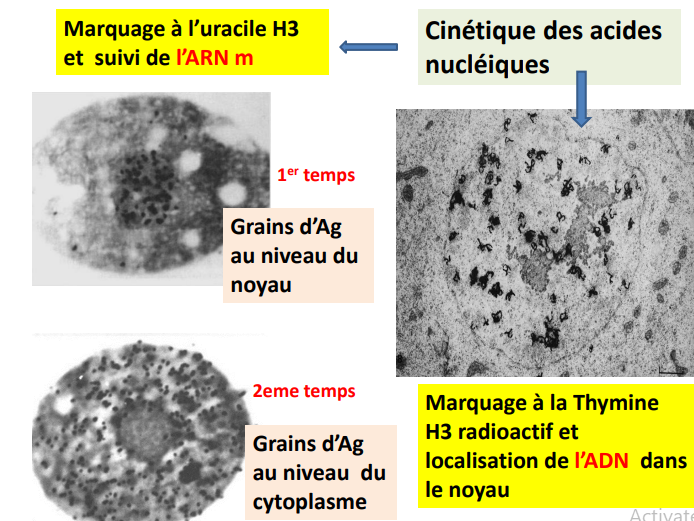 Marquage à l’uracile H3
et suivi de l’ARN m
Cinétique des acides
nucléiques
1er temps
Grains d’Ag
au niveau du
noyau
2eme temps
Grains d’Ag
au niveau du
cytoplasme
Marquage à la Thymine
H3 radioactif et
localisation de l’ADN dans
le noyau
Activate